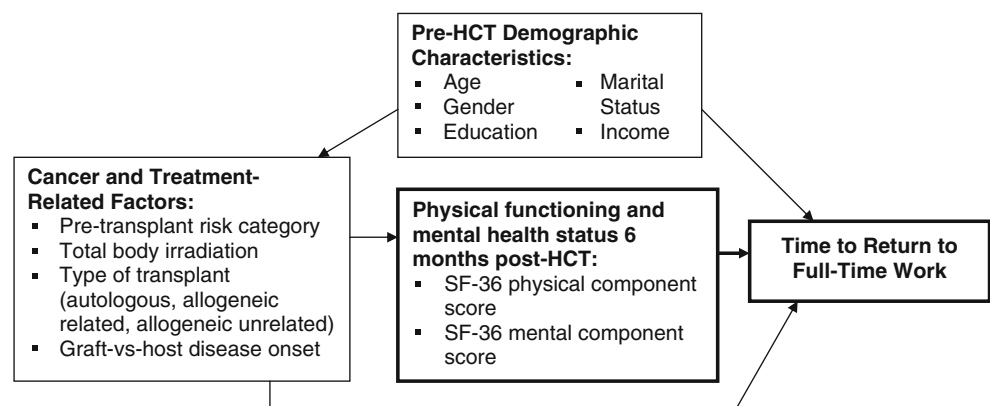 Pre-HCT Demographic
Characteristics:
▪ Age
▪ Gender
▪ Education
▪ Marital
Status
▪ Income
Cancer and Treatment-
Related Factors:
▪ Pre-transplant risk category
▪ Total body irradiation
▪ Type of transplant
(autologous, allogeneic
related, allogeneic unrelated)
▪ Graft-vs-host disease onset
Physical functioning and
mental health status 6
months post-HCT:
▪ SF-36 physical component
score
▪ SF-36 mental component
score
Time to Return to
Full-Time Work